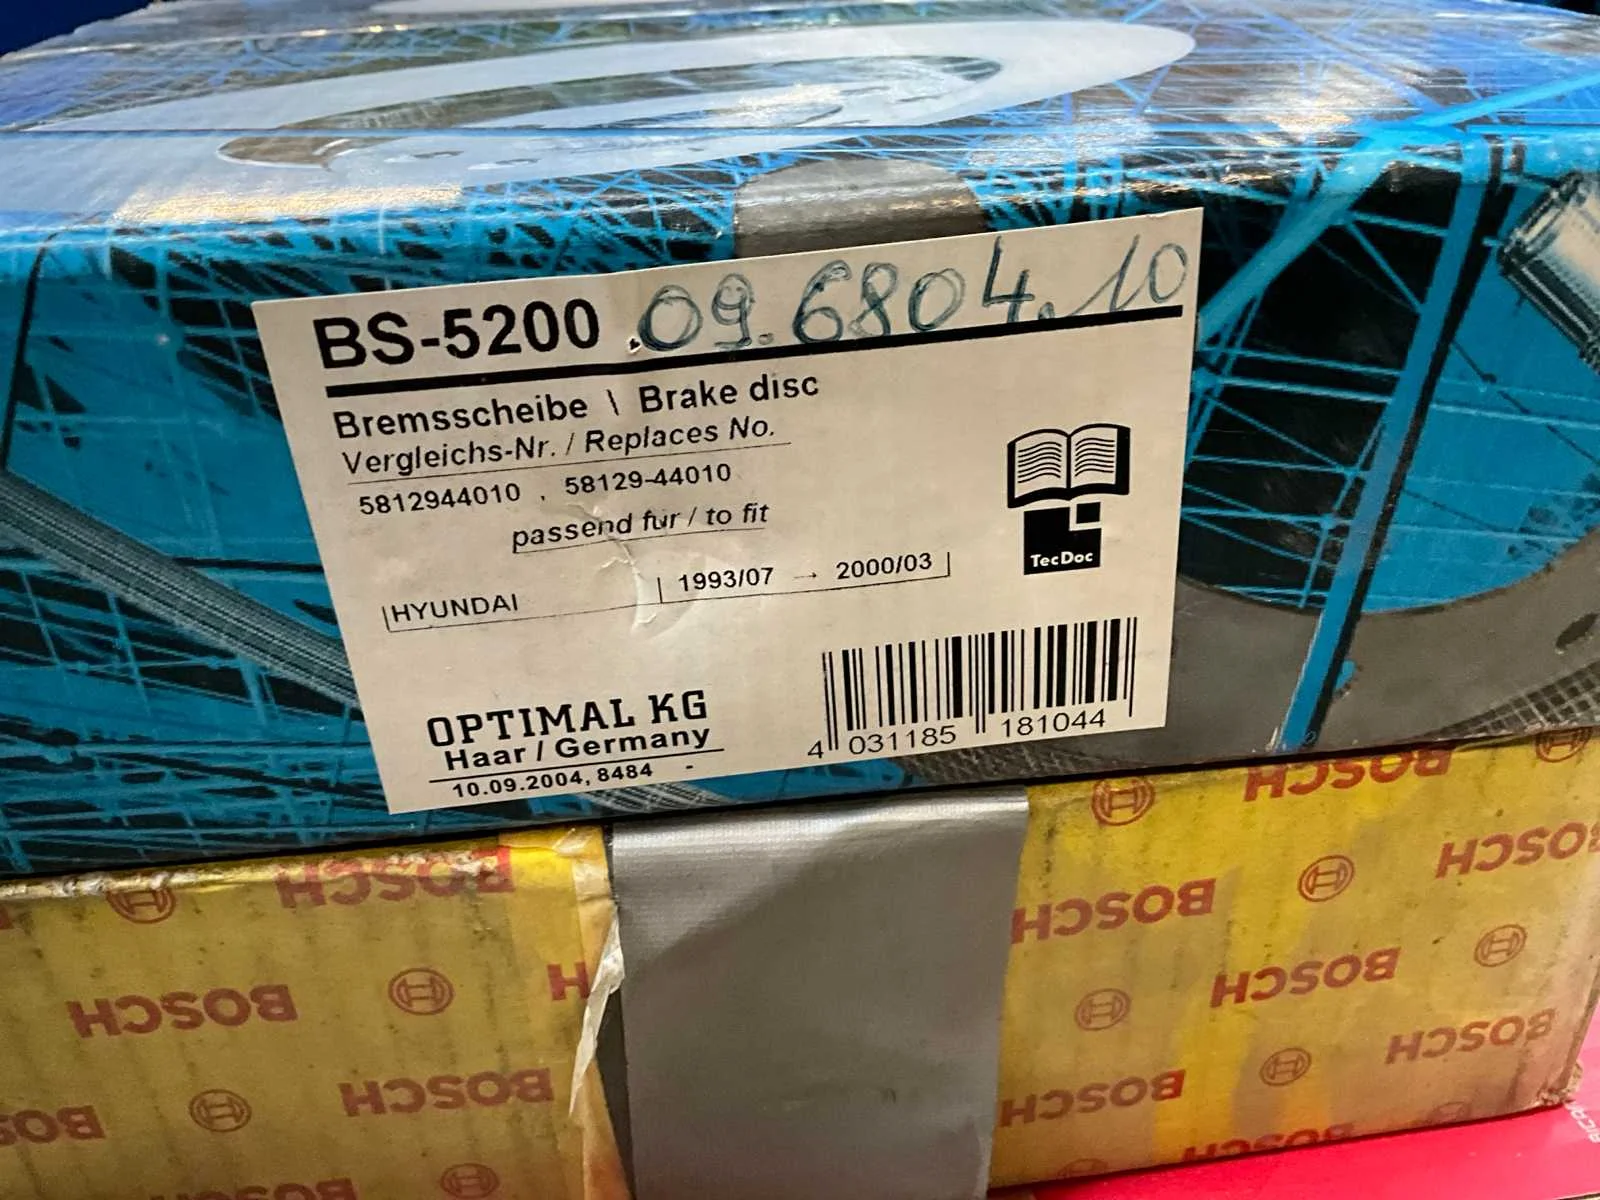 BS-5200 .09.6804.10
Bremsscheibe \ Brake disc
Vergleichs-Nr. / Replaces No.
5812944010 , 58129-44010
passend fur / to fit
HYUNDAI 1993/07 → 2000/03
TecDoc
OPTIMAL KG
Haar / Germany
10.09.2004, 8484 -
4 031185 181044
BOSCH
BOSCH
BOSCH
BOSCH
BOSCH
BOSCH
BOSCH
BOSCH
BOSCH
BOSCH